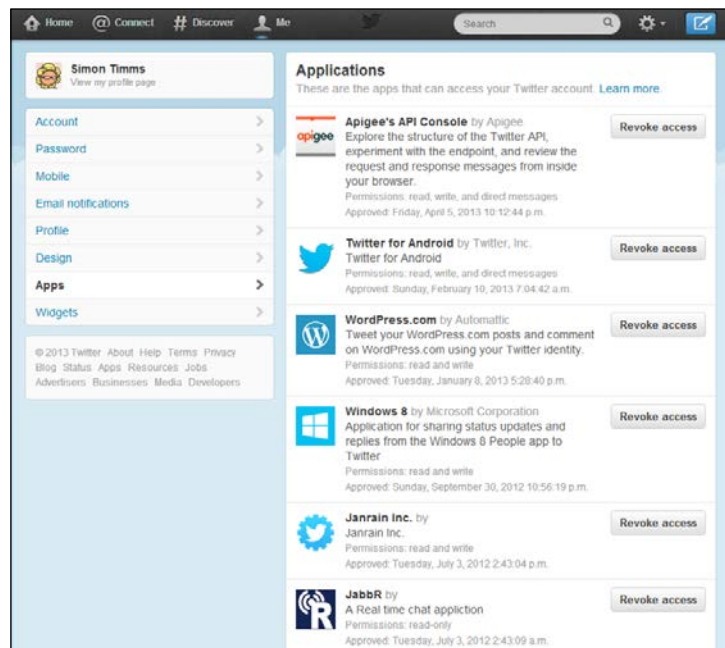 Home Connect Discover Me Search
Simon Timms
View my profile page
Account
Password
Mobile
Email notifications
Profile
Design
Apps
Widgets
© 2013 Twitter About Help Terms Privacy
Blog Status Apps Resources Jobs
Advertisers Businesses Media Developers
Applications
These are the apps that can access your Twitter account. Learn more.
apigee
Apigee's API Console by Apigee
Explore the structure of the Twitter API,
experiment with the endpoint, and review the
request and response messages from inside
your browser.
Permissions: read, write, and direct messages
Approved: Friday, April 5, 2013 10:12:44 p.m.
Revoke access
Twitter for Android by Twitter, Inc.
Twitter for Android
Permissions: read, write, and direct messages
Approved: Sunday, February 10, 2013 7:04:42 a.m.
Revoke access
WordPress.com by Automattic
Tweet your WordPress.com posts and comment
on WordPress.com using your Twitter identity.
Permissions: read and write
Approved: Tuesday, January 8, 2013 5:28:40 p.m.
Revoke access
Windows 8 by Microsoft Corporation
Application for sharing status updates and
replies from the Windows 8 People app to
Twitter
Permissions: read and write
Approved: Sunday, September 30, 2012 10:56:19 p.m.
Revoke access
Janrain Inc. by
Janrain Inc.
Permissions: read and write
Approved: Tuesday, July 3, 2012 2:43:04 p.m.
Revoke access
JabbR by
A Real time chat appliction
Permissions: read-only
Approved: Tuesday, July 3, 2012 2:43:09 a.m.
Revoke access